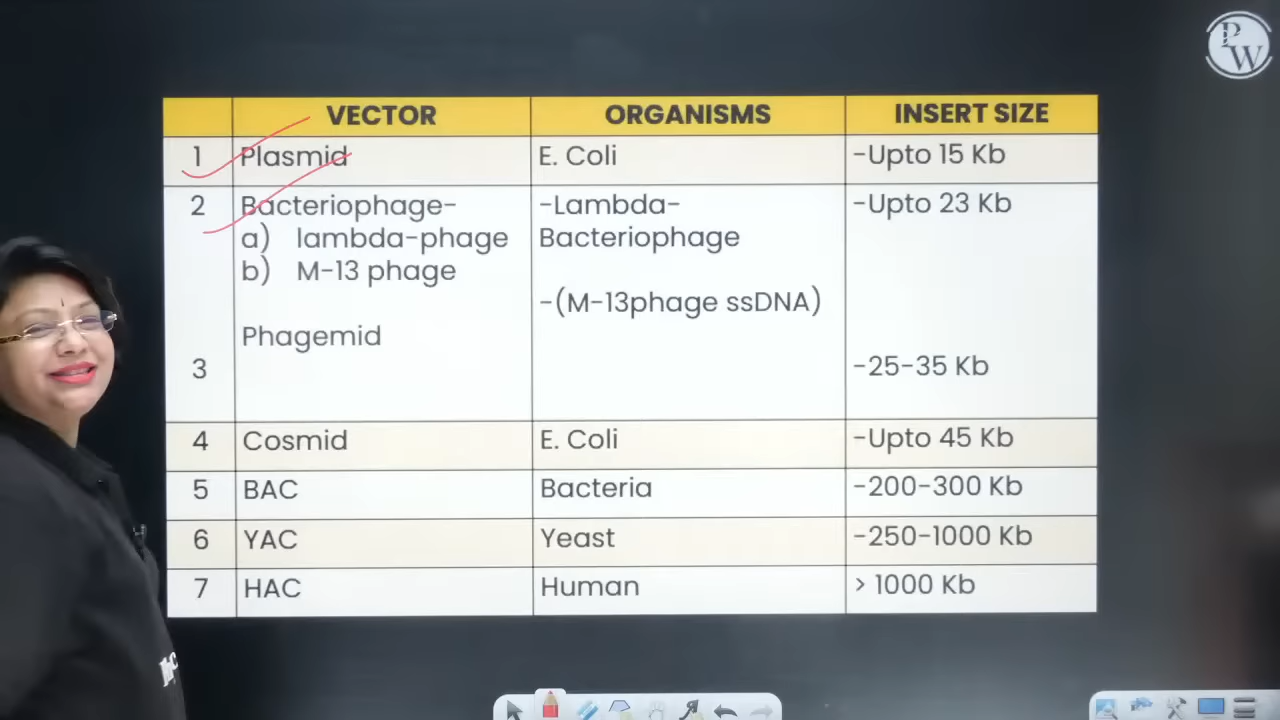 PW
VECTOR ORGANISMS INSERT SIZE
1 Plasmid E. Coli -Upto 15 Kb
2 Bacteriophage- -Lambda- -Upto 23 Kb
a) lambda-phage Bacteriophage
b) M-13 phage
-(M-13phage ssDNA)
Phagemid
3 -25-35 Kb
4 Cosmid E. Coli -Upto 45 Kb
5 BAC Bacteria -200-300 Kb
6 YAC Yeast -250-1000 Kb
7 HAC Human > 1000 Kb